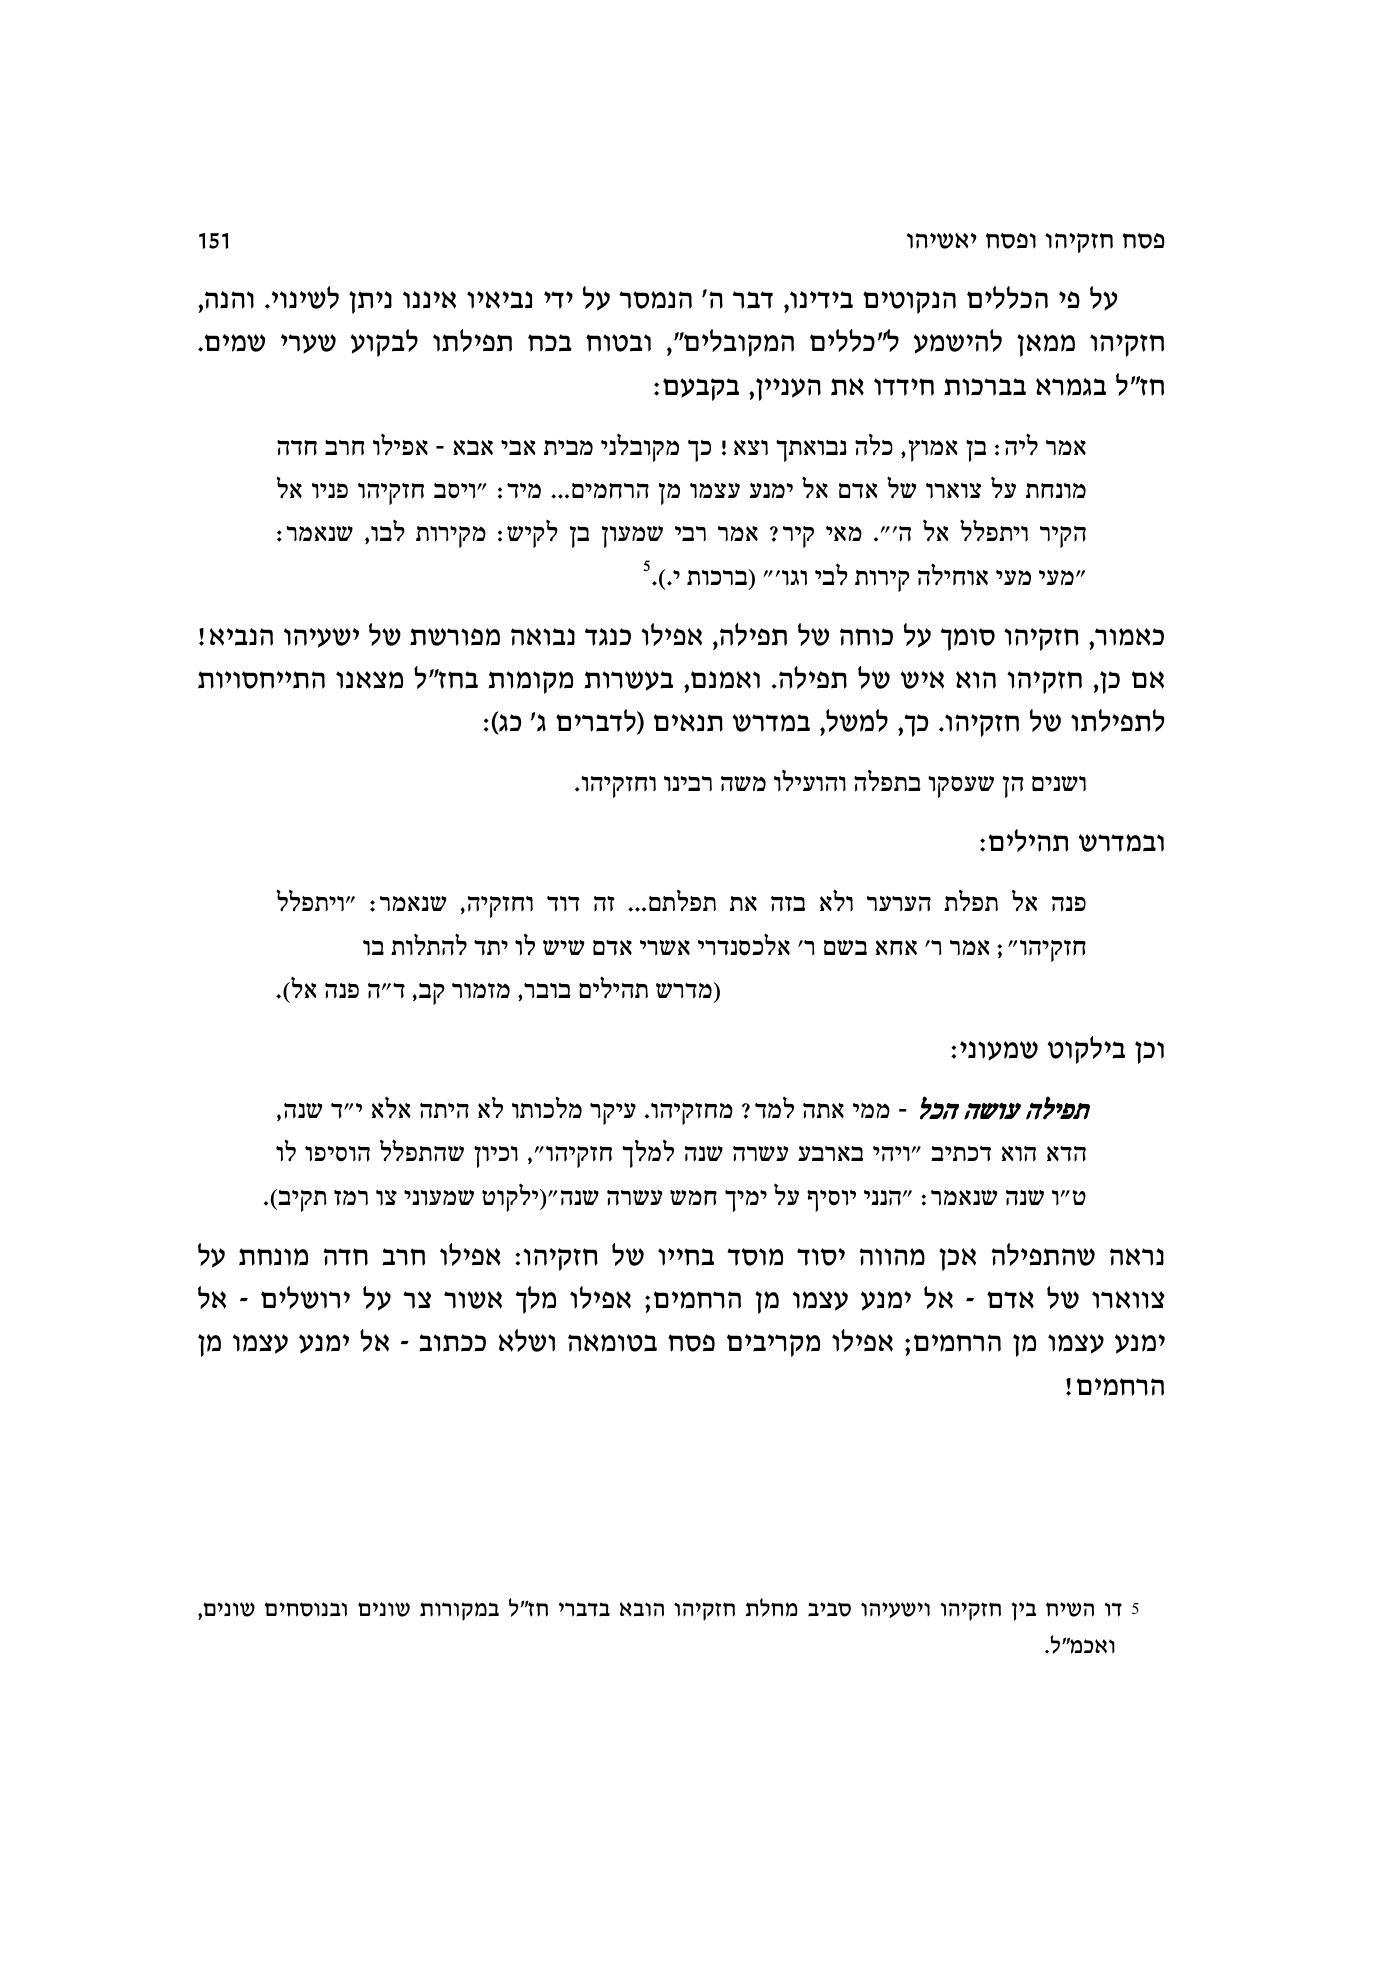 פסח חזקיהו ופסח יאשיהו 151
על פי הכללים הנקוטים בידינו, דבר ה' הנמסר על ידי נביאיו איננו ניתן לשינוי. והנה,
חזקיהו ממאן להישמע ל"כללים המקובלים", ובטוח בכח תפילתו לבקוע שערי שמים.
חז"ל בגמרא בברכות חידדו את העניין, בקבעם:
אמר ליה: בן אמוץ, כלה נבואתך וצא! כך מקובלני מבית אבי אבא - אפילו חרב חדה
מונחת על צוארו של אדם אל ימנע עצמו מן הרחמים... מיד: "ויסב חזקיהו פניו אל
הקיר ויתפלל אל ה'". מאי קיר? אמר רבי שמעון בן לקיש: מקירות לבו, שנאמר:
"מעי מעי אוחילה קירות לבי וגו'" (ברכות י.).5
כאמור, חזקיהו סומך על כוחה של תפילה, אפילו כנגד נבואה מפורשת של ישעיהו הנביא!
אם כן, חזקיהו הוא איש של תפילה. ואמנם, בעשרות מקומות בחז"ל מצאנו התייחסויות
לתפילתו של חזקיהו. כך, למשל, במדרש תנאים (לדברים ג' כג):
ושנים הן שעסקו בתפלה והועילו משה רבינו וחזקיהו.
ובמדרש תהילים:
פנה אל תפלת הערער ולא בזה את תפלתם... זה דוד וחזקיה, שנאמר: "ויתפלל
חזקיהו"; אמר ר' אחא בשם ר' אלכסנדרי אשרי אדם שיש לו יתד להתלות בו
(מדרש תהילים בובר, מזמור קב, ד"ה פנה אל).
וכן בילקוט שמעוני:
תפילה עושה הכל - ממי אתה למד? מחזקיהו. עיקר מלכותו לא היתה אלא י"ד שנה,
הדא הוא דכתיב "ויהי בארבע עשרה שנה למלך חזקיהו", וכיון שהתפלל הוסיפו לו
ט"ו שנה שנאמר: "הנני יוסיף על ימיך חמש עשרה שנה"(ילקוט שמעוני צו רמז תקיב).
נראה שהתפילה אכן מהווה יסוד מוסד בחייו של חזקיהו: אפילו חרב חדה מונחת על
צווארו של אדם - אל ימנע עצמו מן הרחמים; אפילו מלך אשור צר על ירושלים - אל
ימנע עצמו מן הרחמים; אפילו מקריבים פסח בטומאה ושלא ככתוב - אל ימנע עצמו מן
הרחמים!
5 דו השיח בין חזקיהו וישעיהו סביב מחלת חזקיהו הובא בדברי חז"ל במקורות שונים ובנוסחים שונים,
ואכמ"ל.